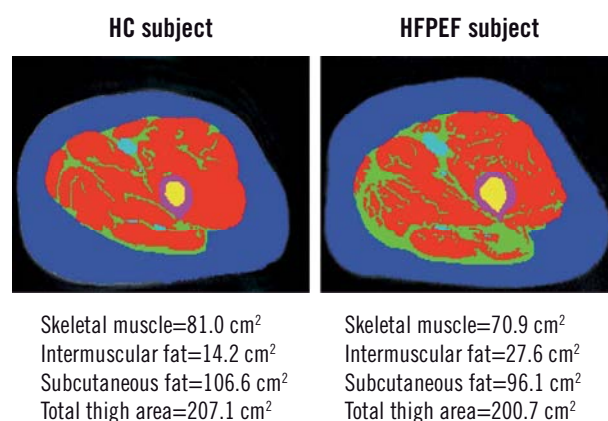 HC subject
HFPEF subject
Skeletal muscle=81.0 cm²
Intermuscular fat=14.2 cm²
Subcutaneous fat=106.6 cm²
Total thigh area=207.1 cm²
Skeletal muscle=70.9 cm²
Intermuscular fat=27.6 cm²
Subcutaneous fat=96.1 cm²
Total thigh area=200.7 cm²